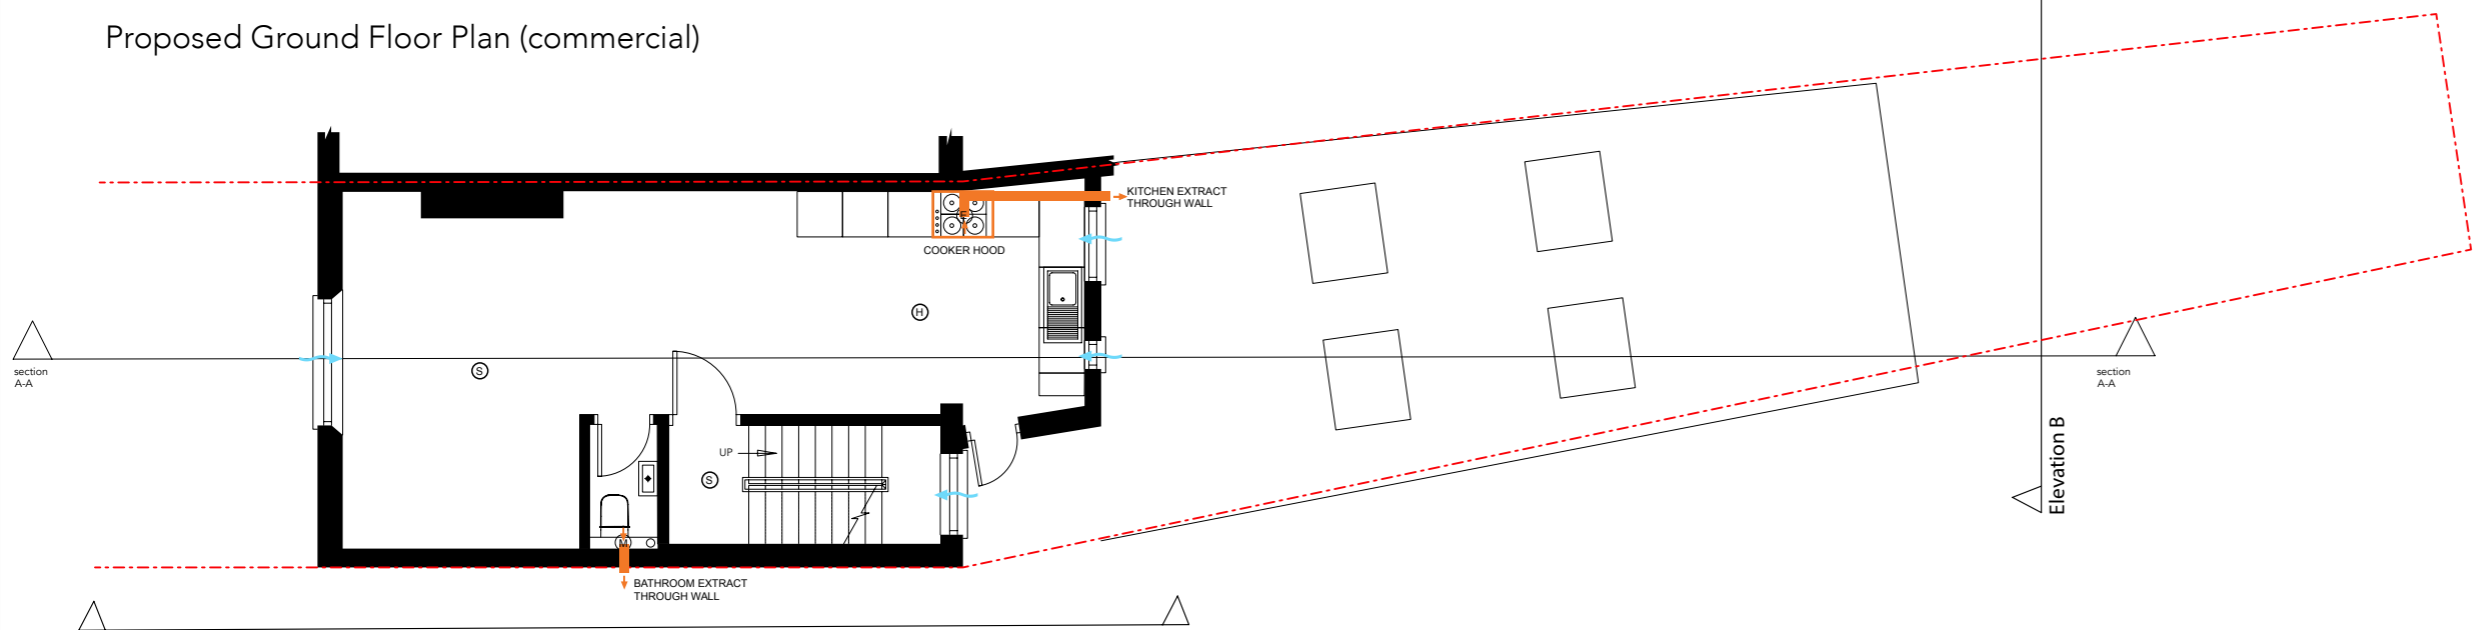 Proposed Ground Floor Plan (commercial)
KITCHEN EXTRACT
THROUGH WALL
COOKER HOOD
H
section
A-A
S
section
A-A
UP
S
Elevation B
M
BATHROOM EXTRACT
THROUGH WALL